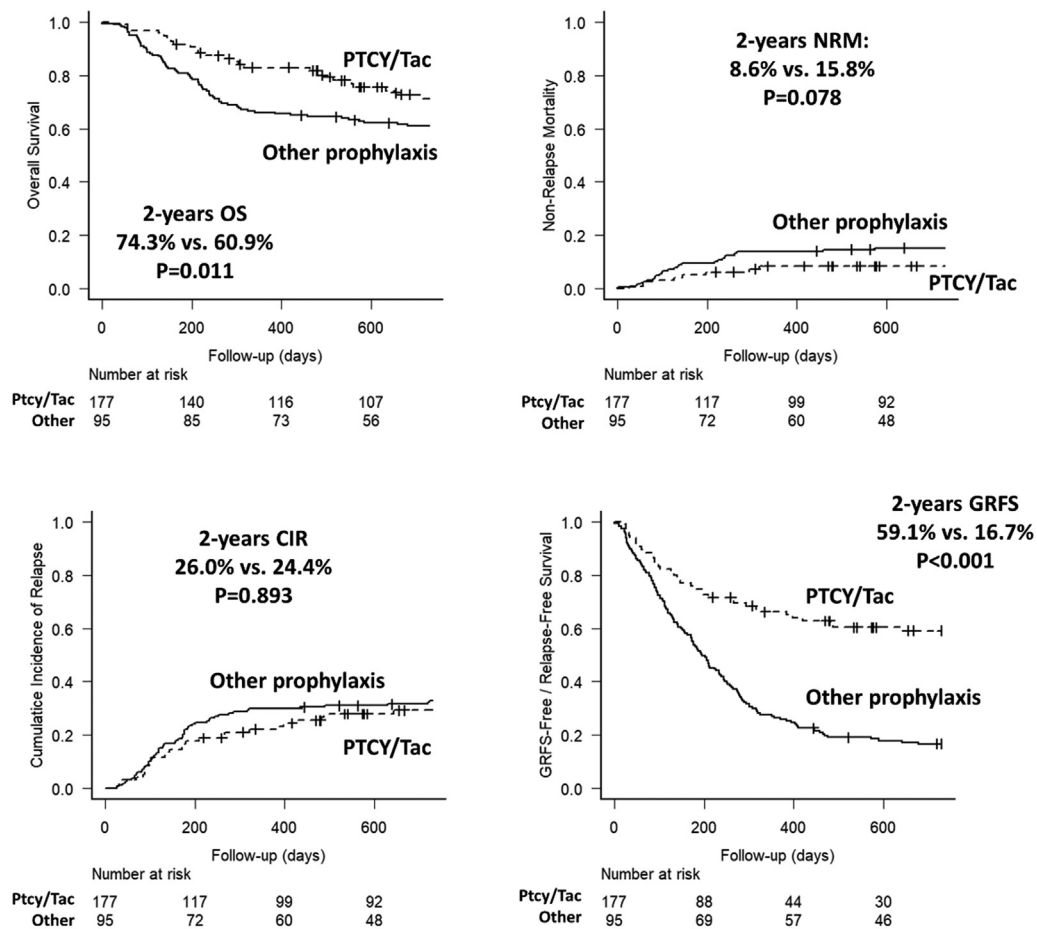 1.0
0.8
0.6
0.4
0.2
0.0
Overall Survival
PTCY/Tac
Other prophylaxis
2-years OS
74.3% vs. 60.9%
P=0.011
0 200 400 600
Follow-up (days)
Number at risk
Ptcy/Tac 177 140 116 107
Other 95 85 73 56
1.0
0.8
0.6
0.4
0.2
0.0
Non-Relapse Mortality
2-years NRM:
8.6% vs. 15.8%
P=0.078
Other prophylaxis
PTCY/Tac
0 200 400 600
Follow-up (days)
Number at risk
Ptcy/Tac 177 117 99 92
Other 95 72 60 48
1.0
0.8
0.6
0.4
0.2
0.0
Cumulatice Incidence of Relapse
2-years CIR
26.0% vs. 24.4%
P=0.893
Other prophylaxis
PTCY/Tac
0 200 400 600
Follow-up (days)
Number at risk
Ptcy/Tac 177 117 99 92
Other 95 72 60 48
1.0
0.8
0.6
0.4
0.2
0.0
GRFS-Free / Relapse-Free Survival
2-years GRFS
59.1% vs. 16.7%
P<0.001
PTCY/Tac
Other prophylaxis
0 200 400 600
Follow-up (days)
Number at risk
Ptcy/Tac 177 88 44 30
Other 95 69 57 46